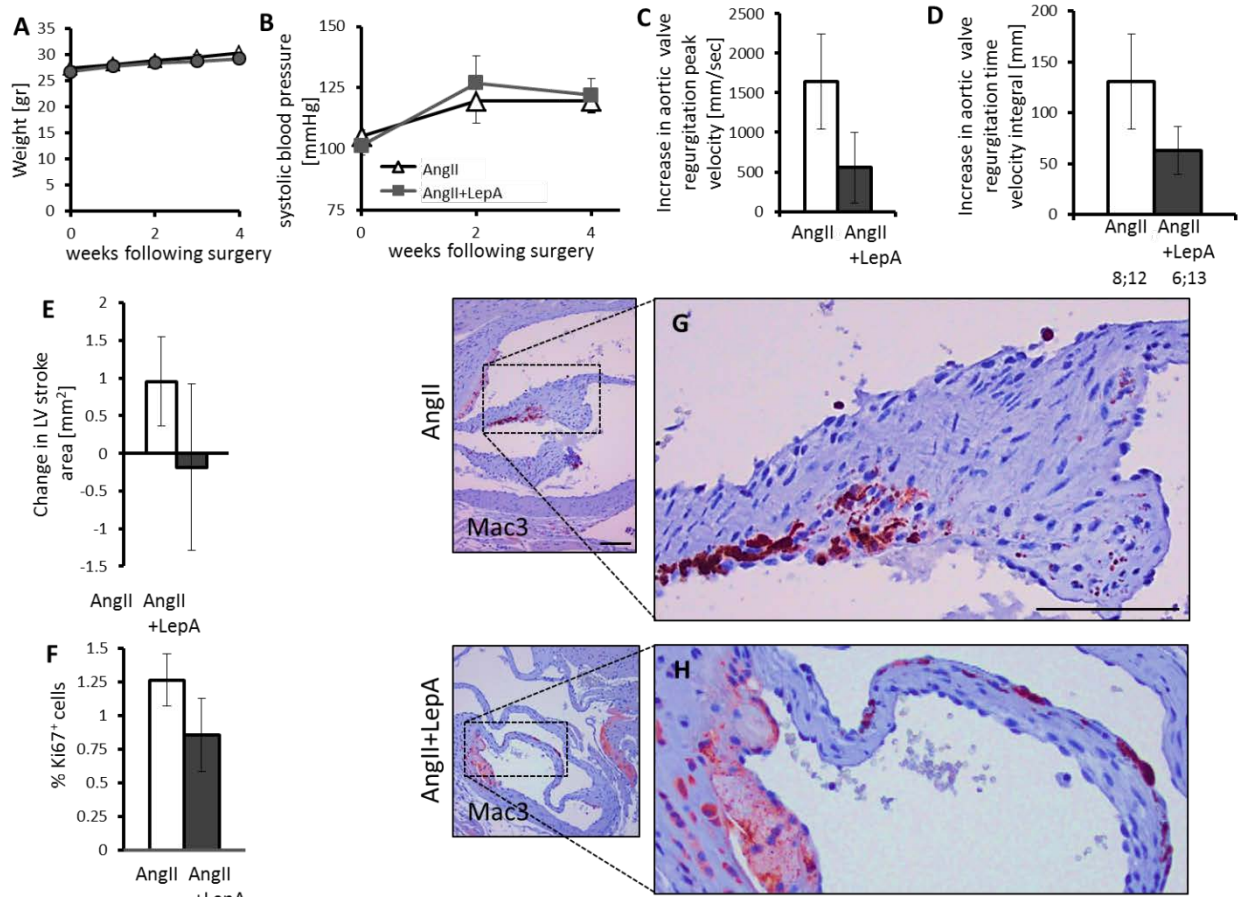 A
Weight [gr]
35
30
25
20
15
10
5
0
0
2
4
weeks following surgery
B
systolic blood pressure
[mmHg]
150
125
100
75
AngII
AngII+LepA
0
2
4
weeks following surgery
C
Increase in aortic valve
regurgitation peak
velocity [mm/sec]
2500
2000
1500
1000
500
0
AngII AngII
+LepA
D
Increase in aortic valve
regurgitation time
velocity integral [mm]
200
150
100
50
0
AngII AngII
+LepA
8;12 6;13
E
Change in LV stroke
area [mm²]
2
1.5
1
0.5
0
-0.5
-1
-1.5
AngII AngII
+LepA
F
% Ki67⁺ cells
1.5
1.25
1
0.75
0.5
0.25
0
AngII AngII
+LepA
AngII
Mac3
G
AngII+LepA
Mac3
H